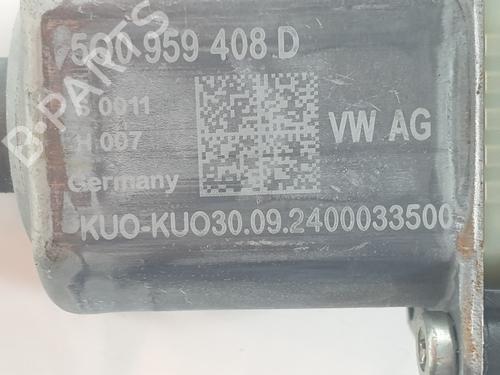 5Q0 959 408 D
S 0011
H 007
VW AG
Germany
KUO-KUO30.09.2400033500
B-PARTS